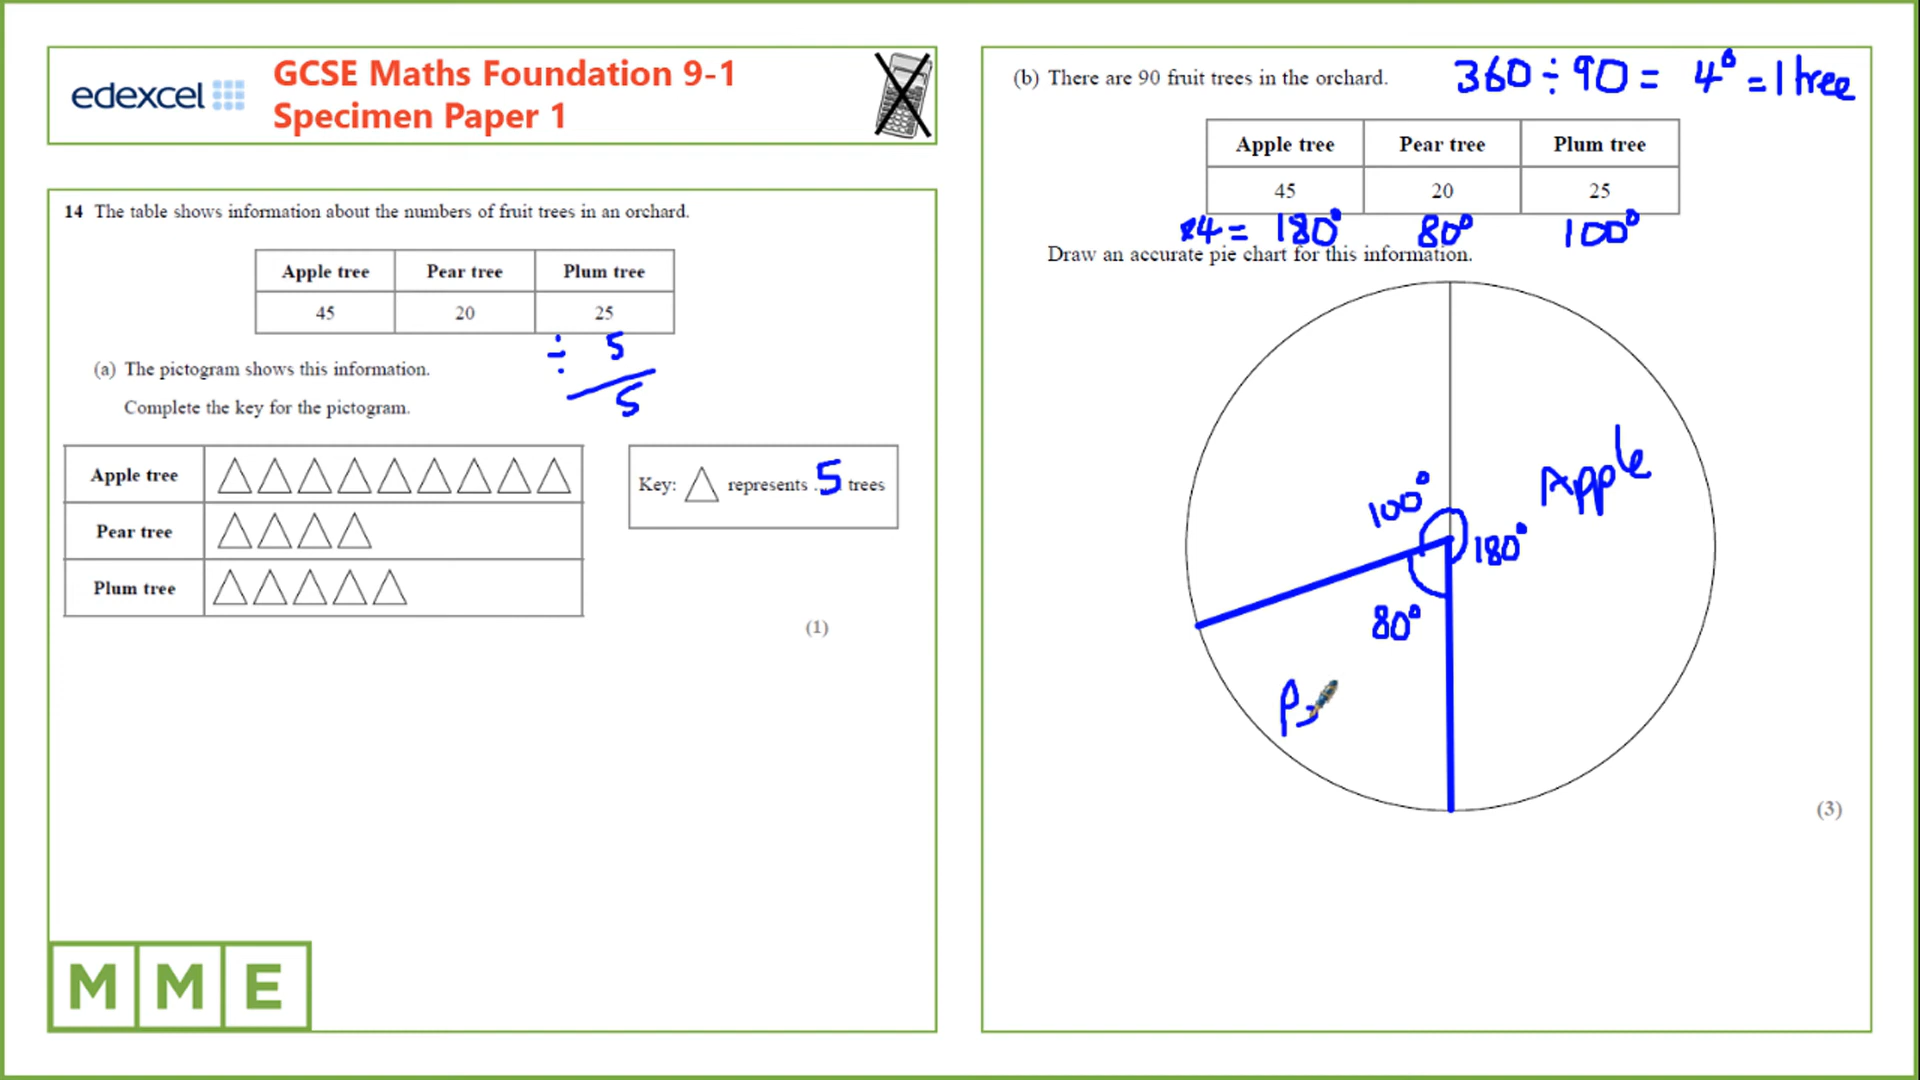 edexcel
GCSE Maths Foundation 9-1
Specimen Paper 1
14 The table shows information about the numbers of fruit trees in an orchard.
Apple tree Pear tree Plum tree
45 20 25
÷ 5
5
(a) The pictogram shows this information.
Complete the key for the pictogram.
Apple tree
Pear tree
Plum tree
Key: represents 5 trees
(1)
MME
(b) There are 90 fruit trees in the orchard. 360 ÷ 90 = 4° = 1 tree
Apple tree Pear tree Plum tree
45 20 25
×4 = 180° 80° 100°
Draw an accurate pie chart for this information.
Apple
100°
180°
80°
(3)